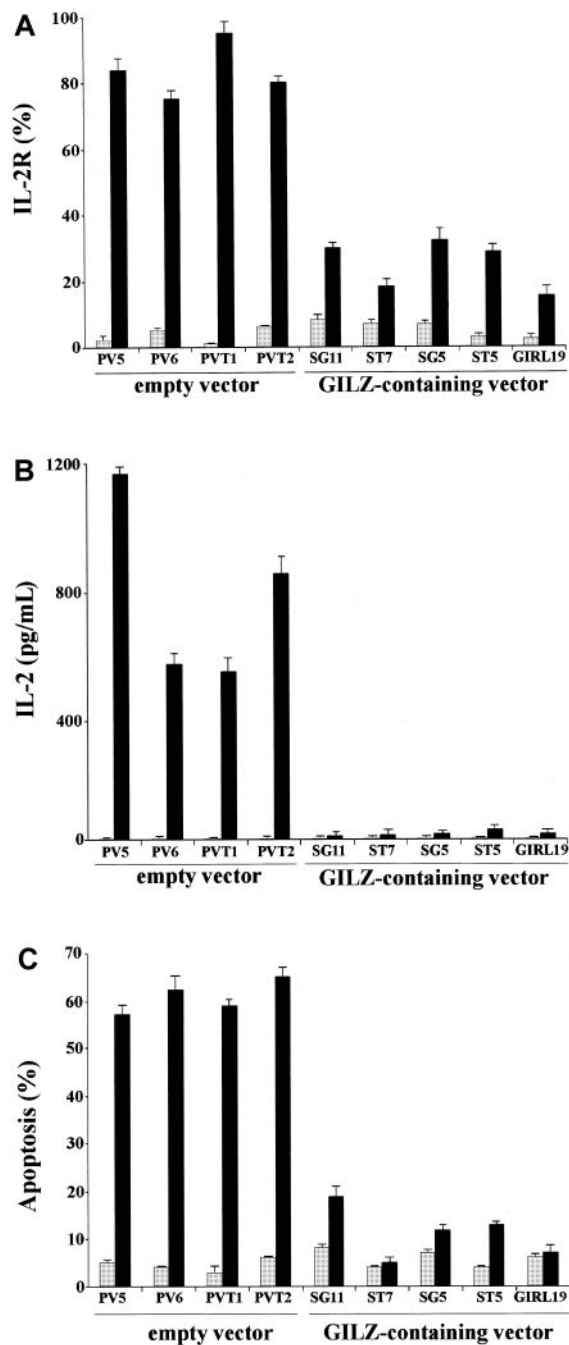 A
IL-2R (%)
100
80
60
40
20
0
PV5 PV6 PVT1 PVT2 SG11 ST7 SG5 ST5 GIRL19
empty vector GILZ-containing vector
B
IL-2 (pg/mL)
1200
800
400
0
PV5 PV6 PVT1 PVT2 SG11 ST7 SG5 ST5 GIRL19
empty vector GILZ-containing vector
C
Apoptosis (%)
70
60
50
40
30
20
10
0
PV5 PV6 PVT1 PVT2 SG11 ST7 SG5 ST5 GIRL19
empty vector GILZ-containing vector